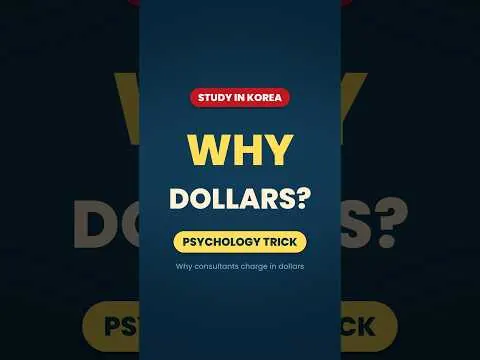 STUDY IN KOREA
WHY
DOLLARS?
PSYCHOLOGY TRICK
Why consultants charge in dollars